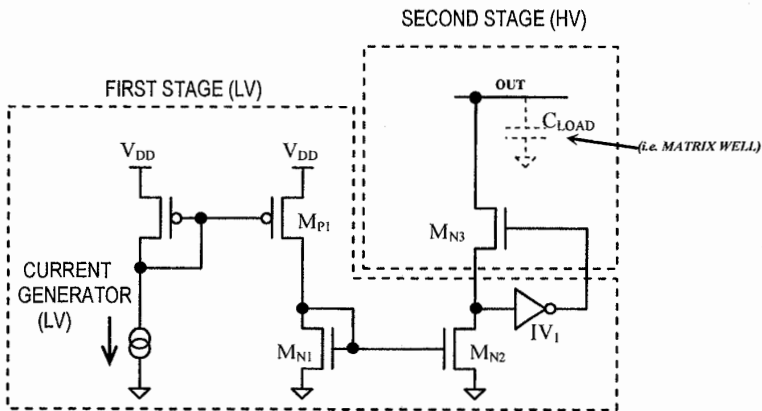 SECOND STAGE (HV)
FIRST STAGE (LV)
OUT
C_LOAD
(i.e. MATRIX WELL)
V_DD
V_DD
M_P1
M_N3
CURRENT
GENERATOR
(LV)
M_N1
M_N2
IV_1